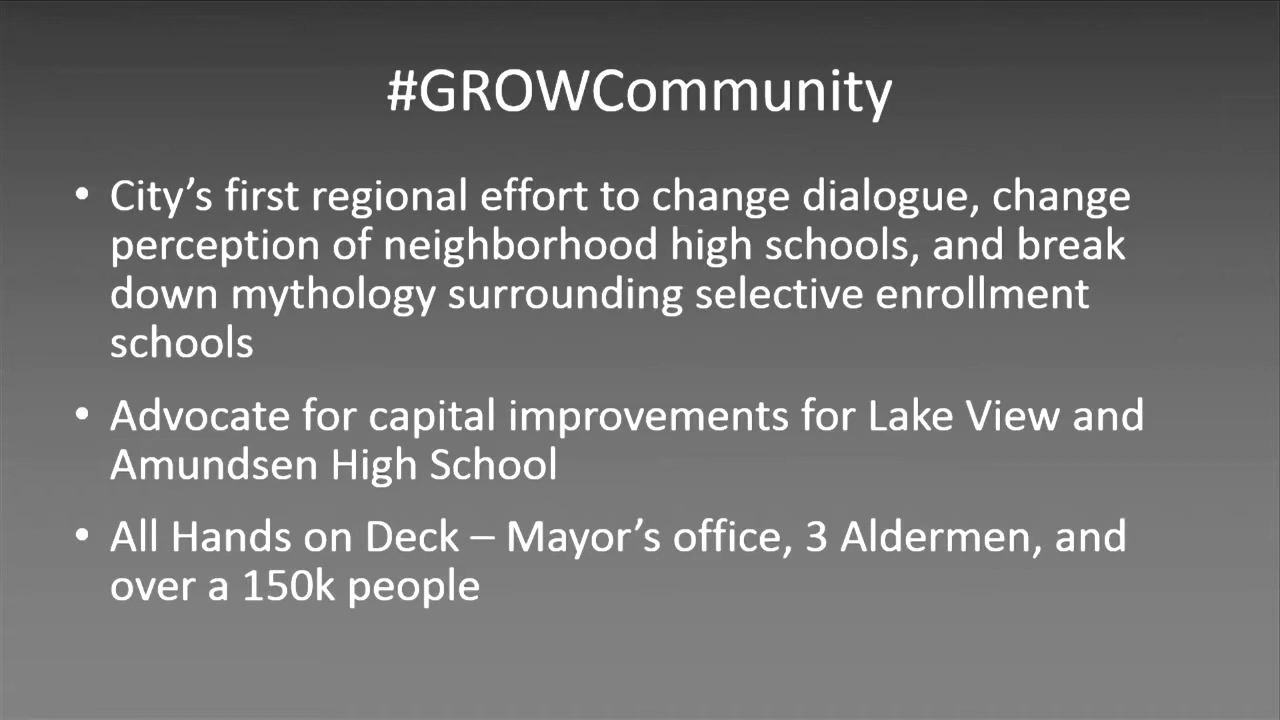 #GROWCommunity
• City’s first regional effort to change dialogue, change
perception of neighborhood high schools, and break
down mythology surrounding selective enrollment
schools
• Advocate for capital improvements for Lake View and
Amundsen High School
• All Hands on Deck – Mayor’s office, 3 Aldermen, and
over a 150k people